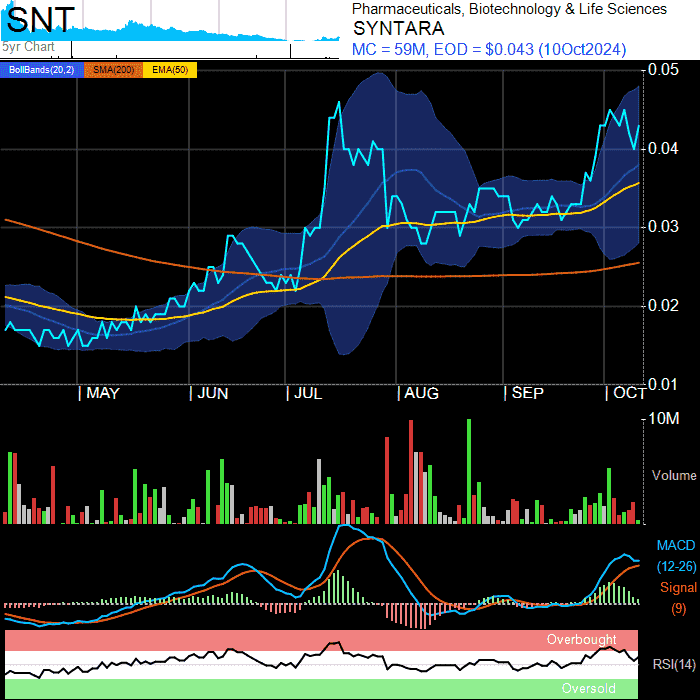 SNT
5yr Chart
Pharmaceuticals, Biotechnology & Life Sciences
SYNTARA
MC = 59M, EOD = $0.043 (10Oct2024)
BollBands(20,2) SMA(200) EMA(50)
0.05
0.04
0.03
0.02
0.01
MAY JUN JUL AUG SEP OCT
10M
Volume
MACD
(12-26)
Signal
(9)
Overbought
RSI(14)
Oversold